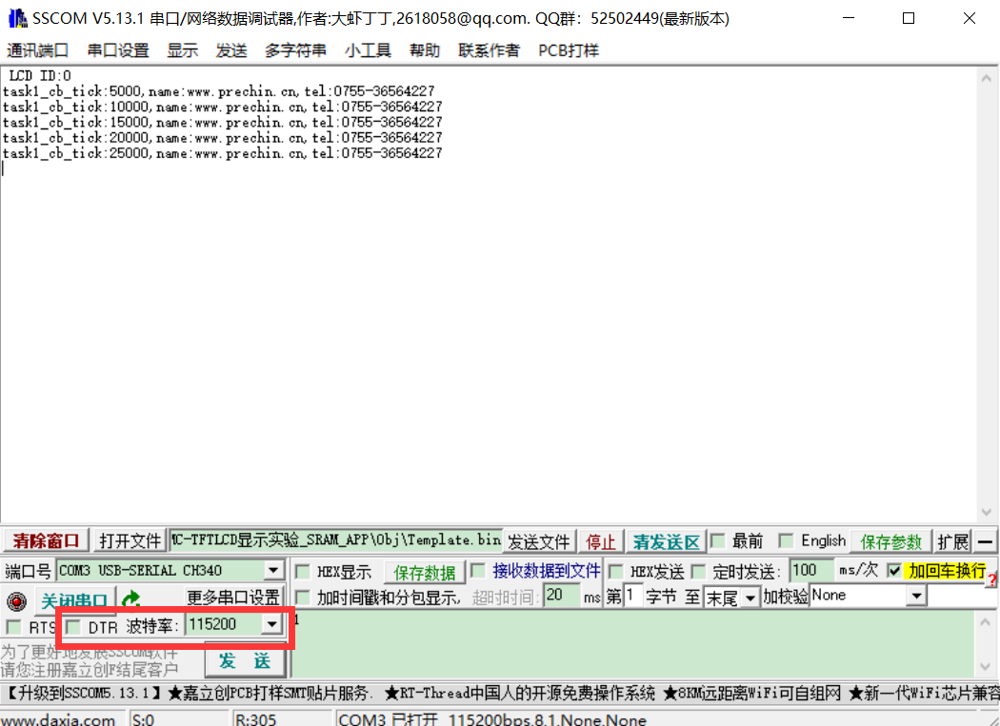 SSCOM V5.13.1 串口/网络数据调试器,作者:大虾丁丁,2618058@qq.com. QQ群：52502449(最新版本)
通讯端口 串口设置 显示 发送 多字符串 小工具 帮助 联系作者 PCB打样
LCD ID:0
task1_cb_tick:5000,name:www.prechin.cn,tel:0755-36564227
task1_cb_tick:10000,name:www.prechin.cn,tel:0755-36564227
task1_cb_tick:15000,name:www.prechin.cn,tel:0755-36564227
task1_cb_tick:20000,name:www.prechin.cn,tel:0755-36564227
task1_cb_tick:25000,name:www.prechin.cn,tel:0755-36564227
清除窗口 打开文件 C-TFTLCD显示实验_SRAM_APP\Obj\Template.bin 发送文件 停止 清发送区 最前 English 保存参数 扩展 —
端口号 COM3 USB-SERIAL CH340 HEX显示 保存数据 接收数据到文件 HEX发送 定时发送: 100 ms/次 加回车换行 ?
关闭串口 更多串口设置 加时间戳和分包显示, 超时时间: 20 ms 第1 字节 至 末尾 加校验 None
RTS DTR 波特率: 115200 1
为了更好地发展SSCOM软件
请您注册嘉立创F结尾客户
发 送
【升级到SSCOM5.13.1】★嘉立创PCB打样SMT贴片服务. ★RT-Thread中国人的开源免费操作系统 ★8KM远距离WiFi可自组网 ★新一代WiFi芯片兼容
www.daxia.com S:0 R:305 COM3 已打开 115200bps,8,1,None,None